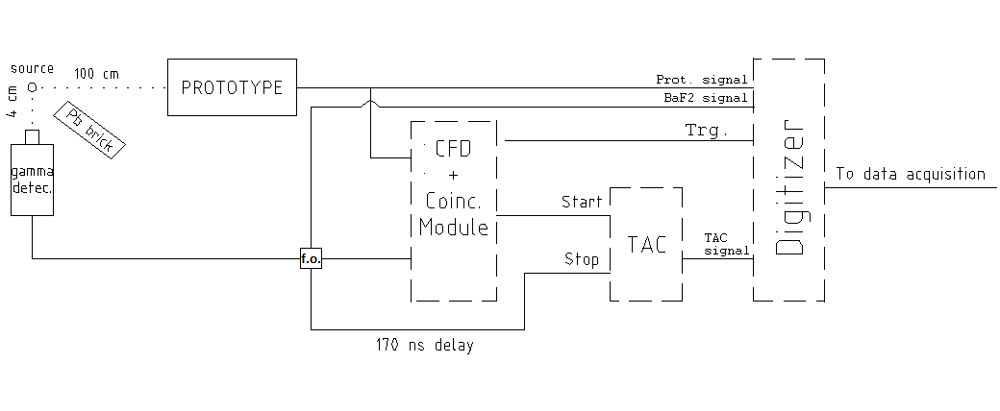 source
100 cm
4 cm
Pb brick
PROTOTYPE
gamma
detec.
f.o.
170 ns delay
CFD
+
Coinc.
Module
Prot. signal
BaF2 signal
Trg.
Start
Stop
TAC
TAC
signal
Digitizer
To data acquisition